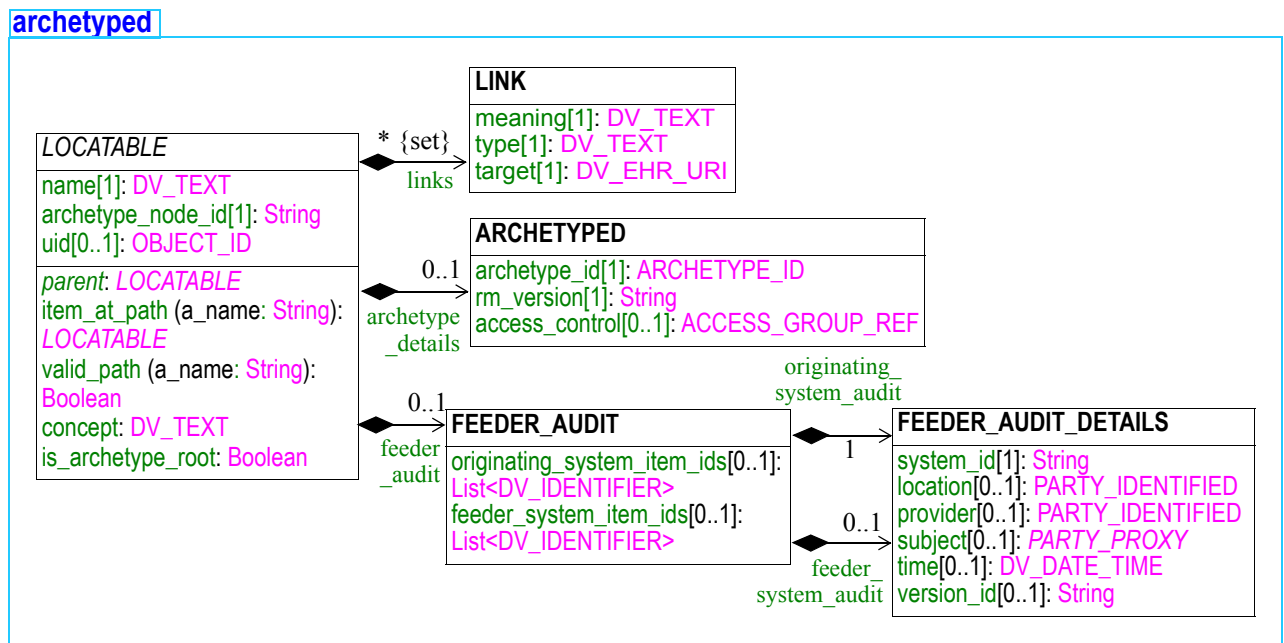 archetyped
LOCATABLE
name[1]: DV_TEXT
archetype_node_id[1]: String
uid[0..1]: OBJECT_ID
parent: LOCATABLE
item_at_path (a_name: String):
LOCATABLE
valid_path (a_name: String):
Boolean
concept: DV_TEXT
is_archetype_root: Boolean
* {set}
links
LINK
meaning[1]: DV_TEXT
type[1]: DV_TEXT
target[1]: DV_EHR_URI
0..1
archetype
_details
ARCHETYPED
archetype_id[1]: ARCHETYPE_ID
rm_version[1]: String
access_control[0..1]: ACCESS_GROUP_REF
0..1
feeder
_audit
FEEDER_AUDIT
originating_system_item_ids[0..1]:
List<DV_IDENTIFIER>
feeder_system_item_ids[0..1]:
List<DV_IDENTIFIER>
originating_
system_audit
1
0..1
feeder_
system_audit
FEEDER_AUDIT_DETAILS
system_id[1]: String
location[0..1]: PARTY_IDENTIFIED
provider[0..1]: PARTY_IDENTIFIED
subject[0..1]: PARTY_PROXY
time[0..1]: DV_DATE_TIME
version_id[0..1]: String